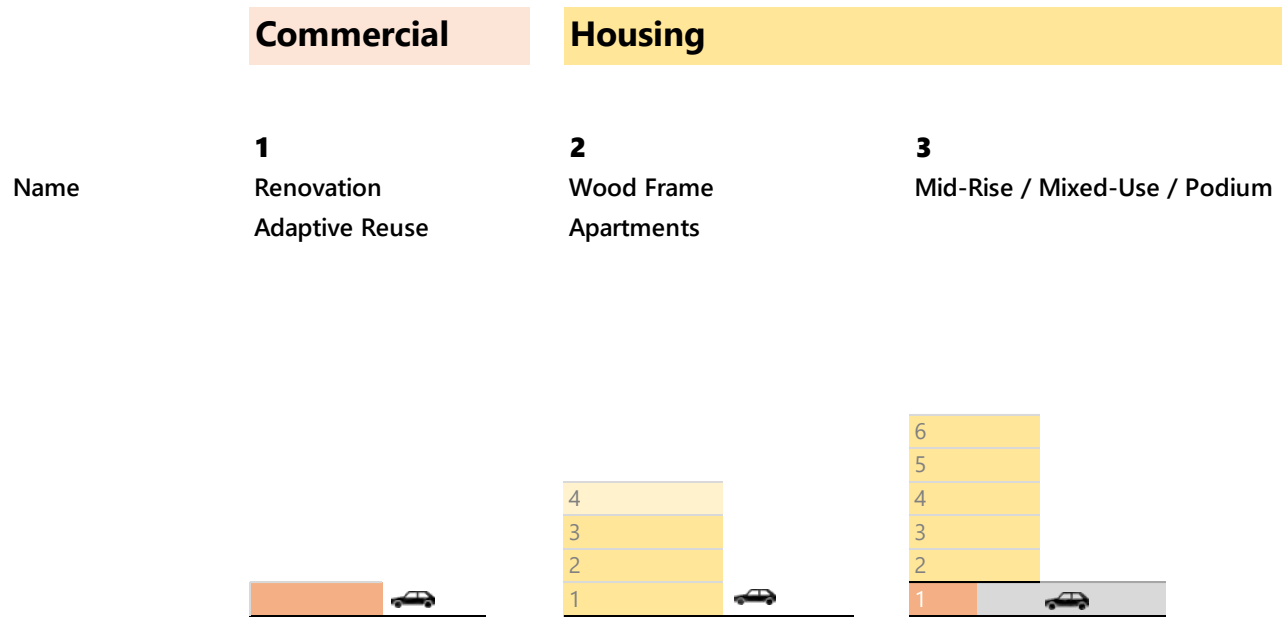 Commercial
Housing
1
2
3
Name
Renovation
Wood Frame
Mid-Rise / Mixed-Use / Podium
Adaptive Reuse
Apartments
6
5
4
4
3
3
2
2
1
1